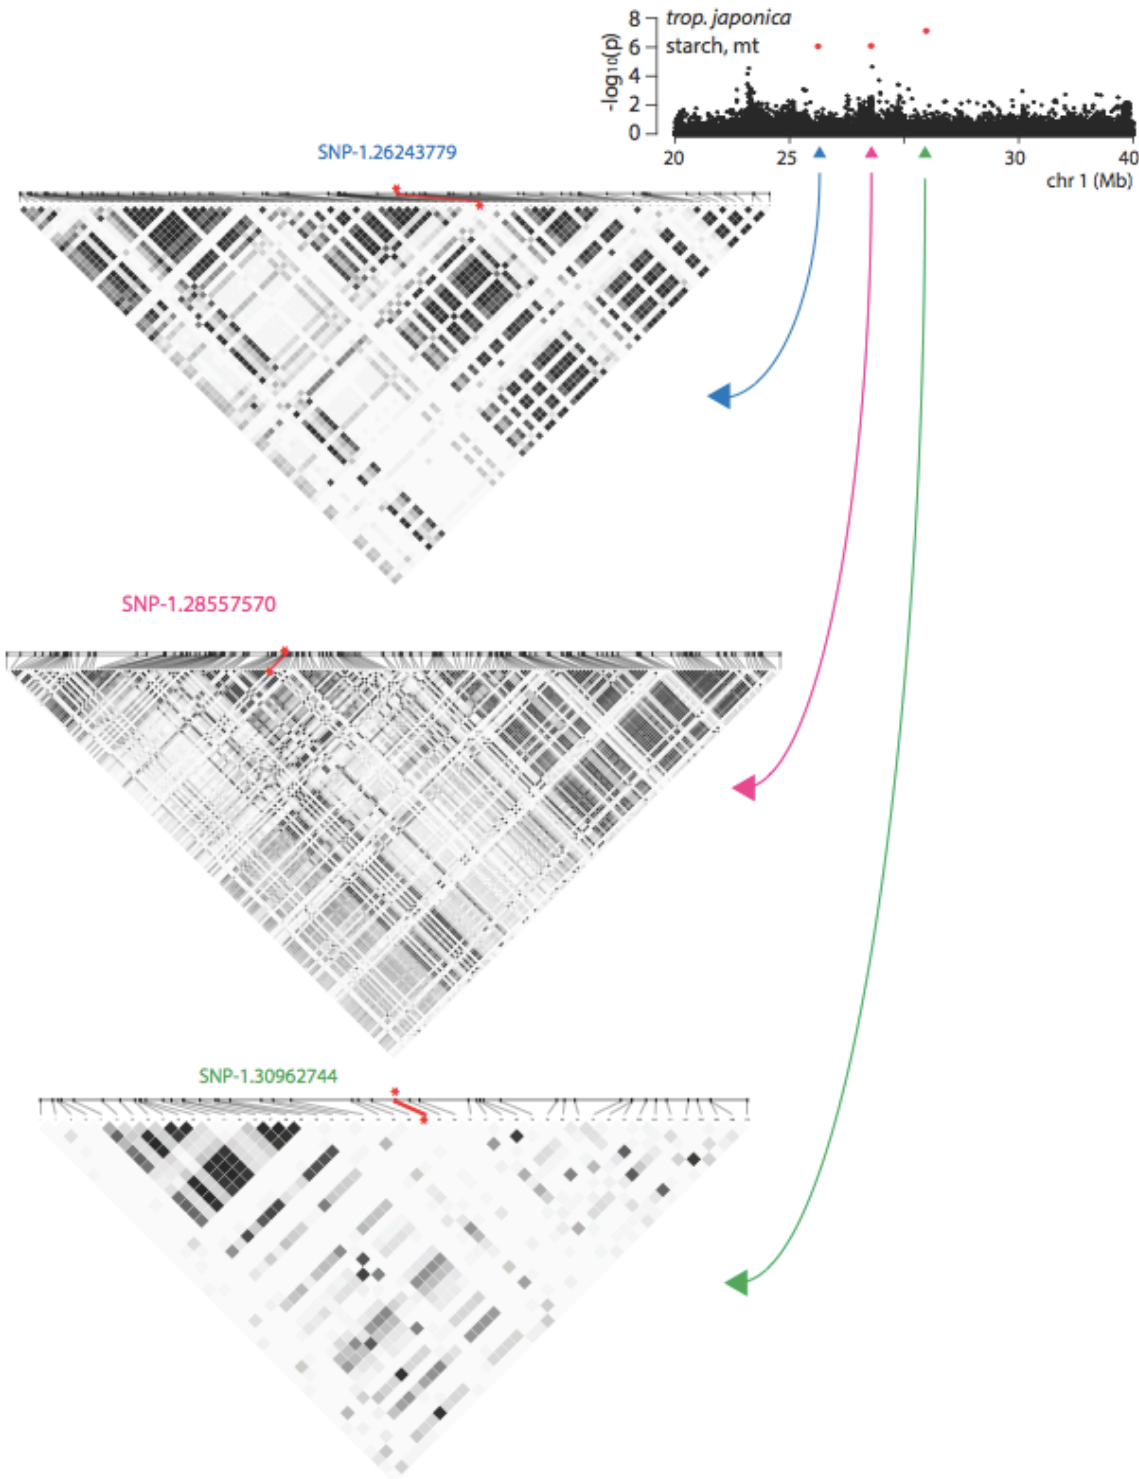 trop. japonica
starch, mt
-log10(p)
8
6
4
2
0
20
25
30
40
chr 1 (Mb)
SNP-1.26243779
SNP-1.28557570
SNP-1.30962744